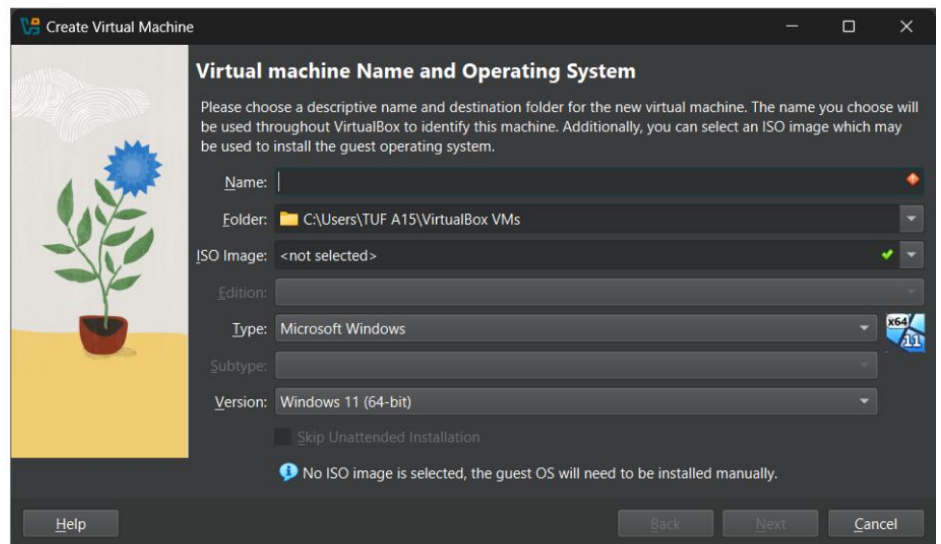 Create Virtual Machine
Virtual machine Name and Operating System
Please choose a descriptive name and destination folder for the new virtual machine. The name you choose will
be used throughout VirtualBox to identify this machine. Additionally, you can select an ISO image which may
be used to install the guest operating system.
Name:
Folder: C:\Users\TUF A15\VirtualBox VMs
ISO Image: <not selected>
Edition:
Type: Microsoft Windows
x64
11
Subtype:
Version: Windows 11 (64-bit)
Skip Unattended Installation
No ISO image is selected, the guest OS will need to be installed manually.
Help Back Next Cancel